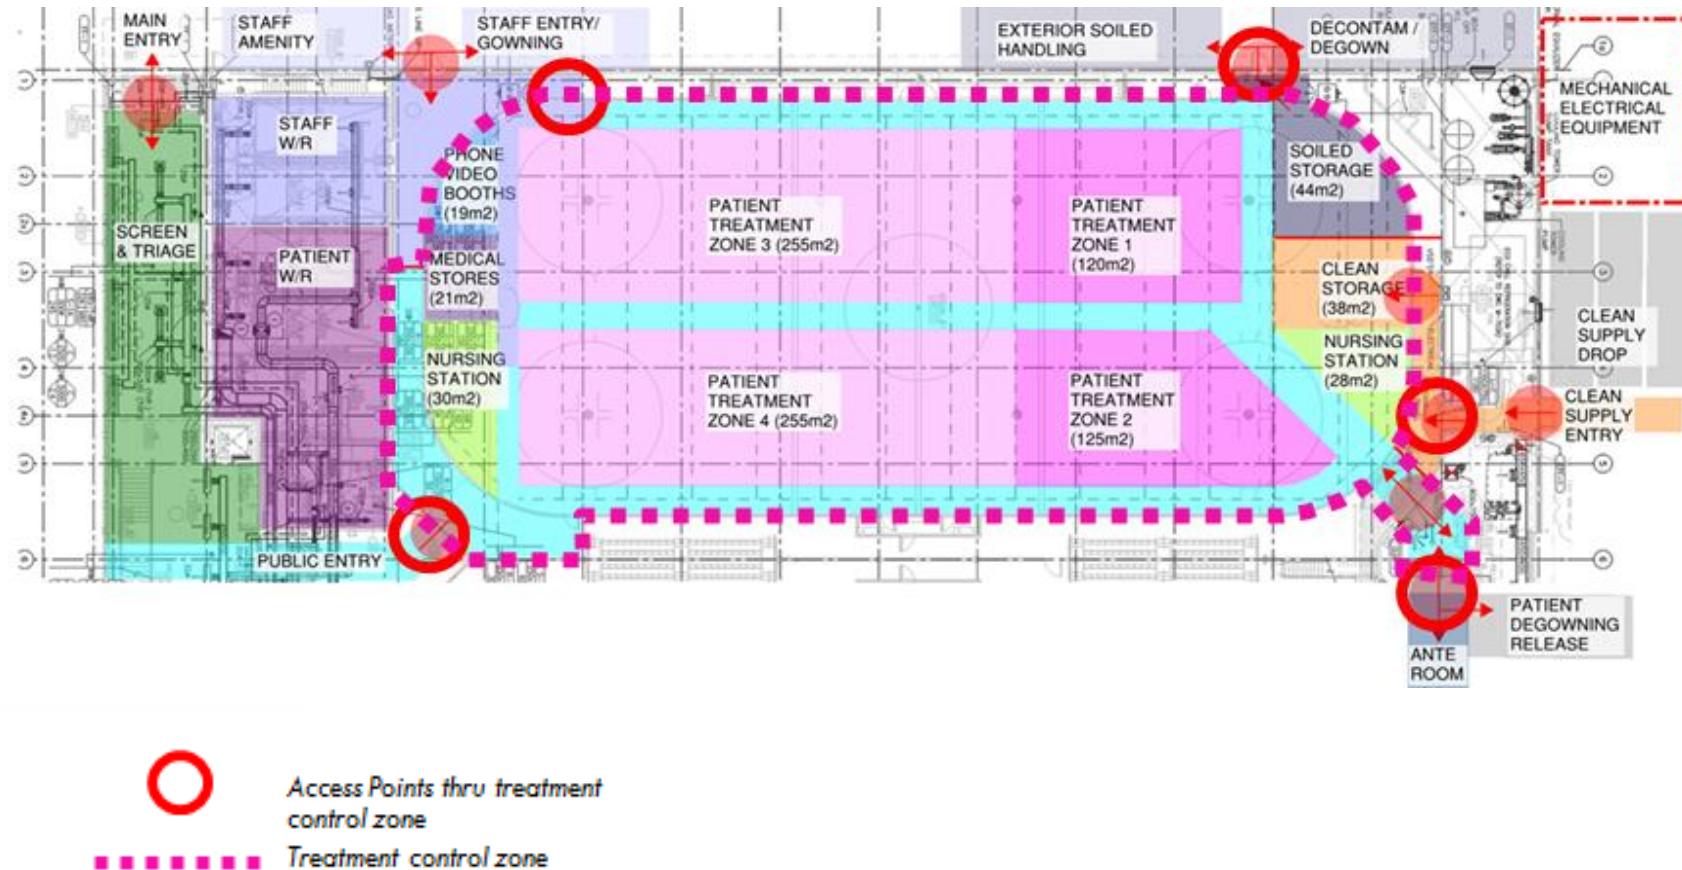 MAIN
ENTRY
STAFF
AMENITY
STAFF ENTRY/
GOWNING
EXTERIOR SOILED
HANDLING
DECONTAM /
DEGOWN
MECHANICAL
ELECTRICAL
EQUIPMENT
STAFF
W/R
PHONE
VIDEO
BOOTHS
(19m2)
SOILED
STORAGE
(44m2)
PATIENT
TREATMENT
ZONE 3 (255m2)
PATIENT
TREATMENT
ZONE 1
(120m2)
SCREEN
& TRIAGE
PATIENT
W/R
MEDICAL
STORES
(21m2)
CLEAN
STORAGE
(38m2)
CLEAN
SUPPLY
DROP
NURSING
STATION
(30m2)
PATIENT
TREATMENT
ZONE 4 (255m2)
PATIENT
TREATMENT
ZONE 2
(125m2)
NURSING
STATION
(28m2)
CLEAN
SUPPLY
ENTRY
PUBLIC ENTRY
PATIENT
DEGOWNING
RELEASE
ANTE
ROOM
Access Points thru treatment
control zone
Treatment control zone